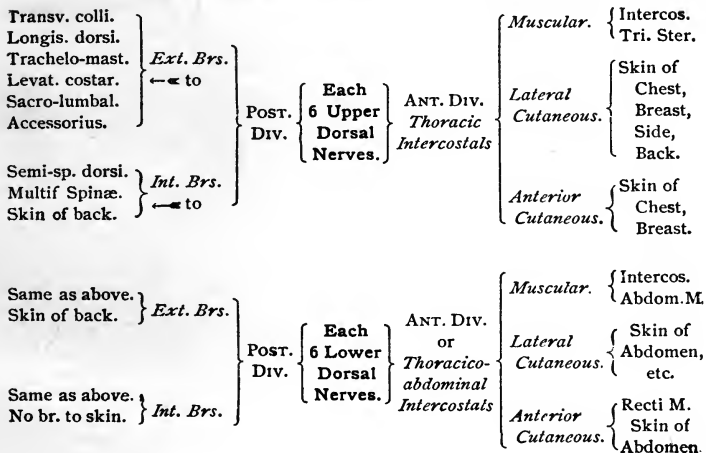 Transv. colli.
Longis. dorsi.
Trachelo-mast.
Levat. costar.
Sacro-lumbal.
Accessorius.
Ext. Brs.
to
Semi-sp. dorsi.
Multif Spinæ.
Skin of back.
Int. Brs.
to
POST.
DIV.
Each
6 Upper
Dorsal
Nerves.
ANT. DIV.
Thoracic
Intercostals
Muscular.
Intercos.
Tri. Ster.
Lateral
Cutaneous.
Skin of
Chest,
Breast,
Side,
Back.
Anterior
Cutaneous.
Skin of
Chest,
Breast.
Same as above.
Skin of back.
Ext. Brs.
Same as above.
No br. to skin.
Int. Brs.
POST.
DIV.
Each
6 Lower
Dorsal
Nerves.
ANT. DIV.
or
Thoracico-
abdominal
Intercostals
Muscular.
Intercos.
Abdom.M.
Lateral
Cutaneous.
Skin of
Abdomen,
etc.
Anterior
Cutaneous.
Recti M.
Skin of
Abdomen.